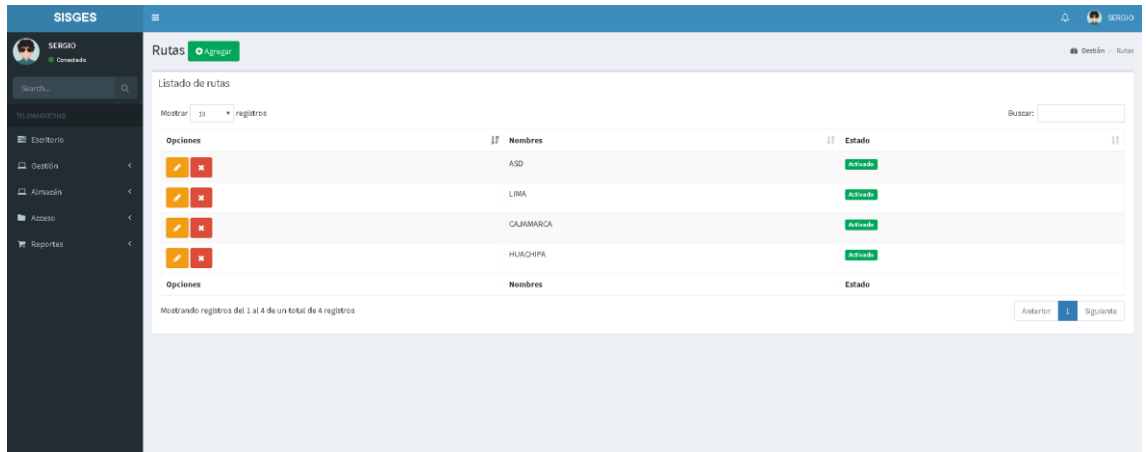 SISGES
SERGIO
SERGIO
Conectado
Search...
TELEMARKETING
Escritorio
Gestión
Almacén
Acceso
Reportes
Rutas Agregar
Gestión Rutas
Listado de rutas
Mostrar 10 registros
Buscar:
Opciones Nombres Estado
ASD Activado
LIMA Activado
CAJAMARCA Activado
HUACHIPA Activado
Opciones Nombres Estado
Mostrando registros del 1 al 4 de un total de 4 registros
Anterior 1 Siguiente